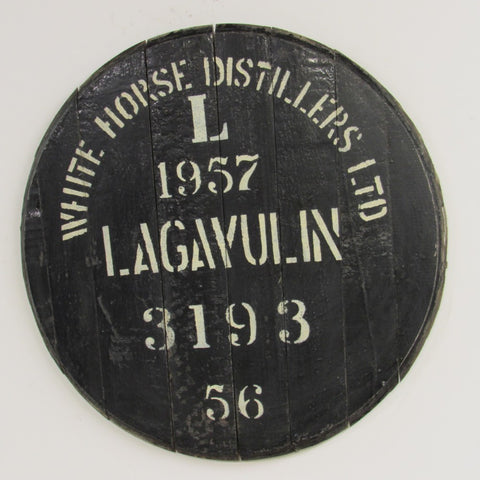 WHITE HORSE DISTILLERS LTD
L
1957
LAGAVULIN
3193
56